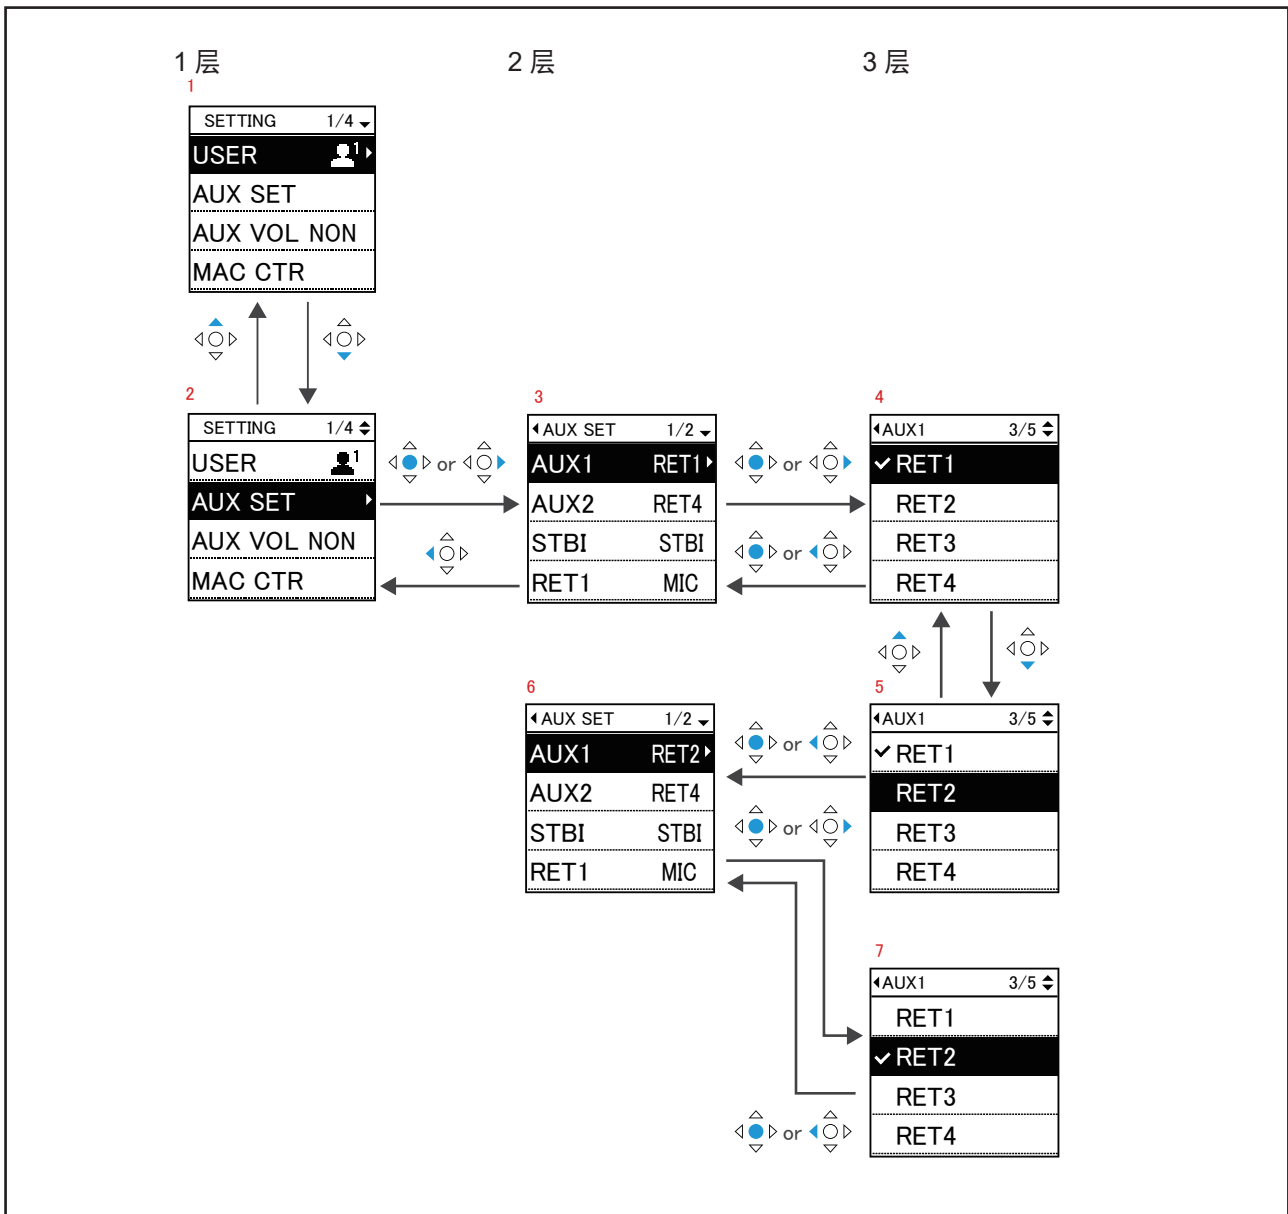 1 层
2 层
3 层
1
SETTING 1/4
USER 1
AUX SET
AUX VOL NON
MAC CTR
2
SETTING 1/4
USER 1
AUX SET
AUX VOL NON
MAC CTR
or
3
AUX SET 1/2
AUX1 RET1
AUX2 RET4
STBI STBI
RET1 MIC
or
or
4
AUX1 3/5
RET1
RET2
RET3
RET4
5
AUX1 3/5
RET1
RET2
RET3
RET4
or
or
6
AUX SET 1/2
AUX1 RET2
AUX2 RET4
STBI STBI
RET1 MIC
7
AUX1 3/5
RET1
RET2
RET3
RET4
or